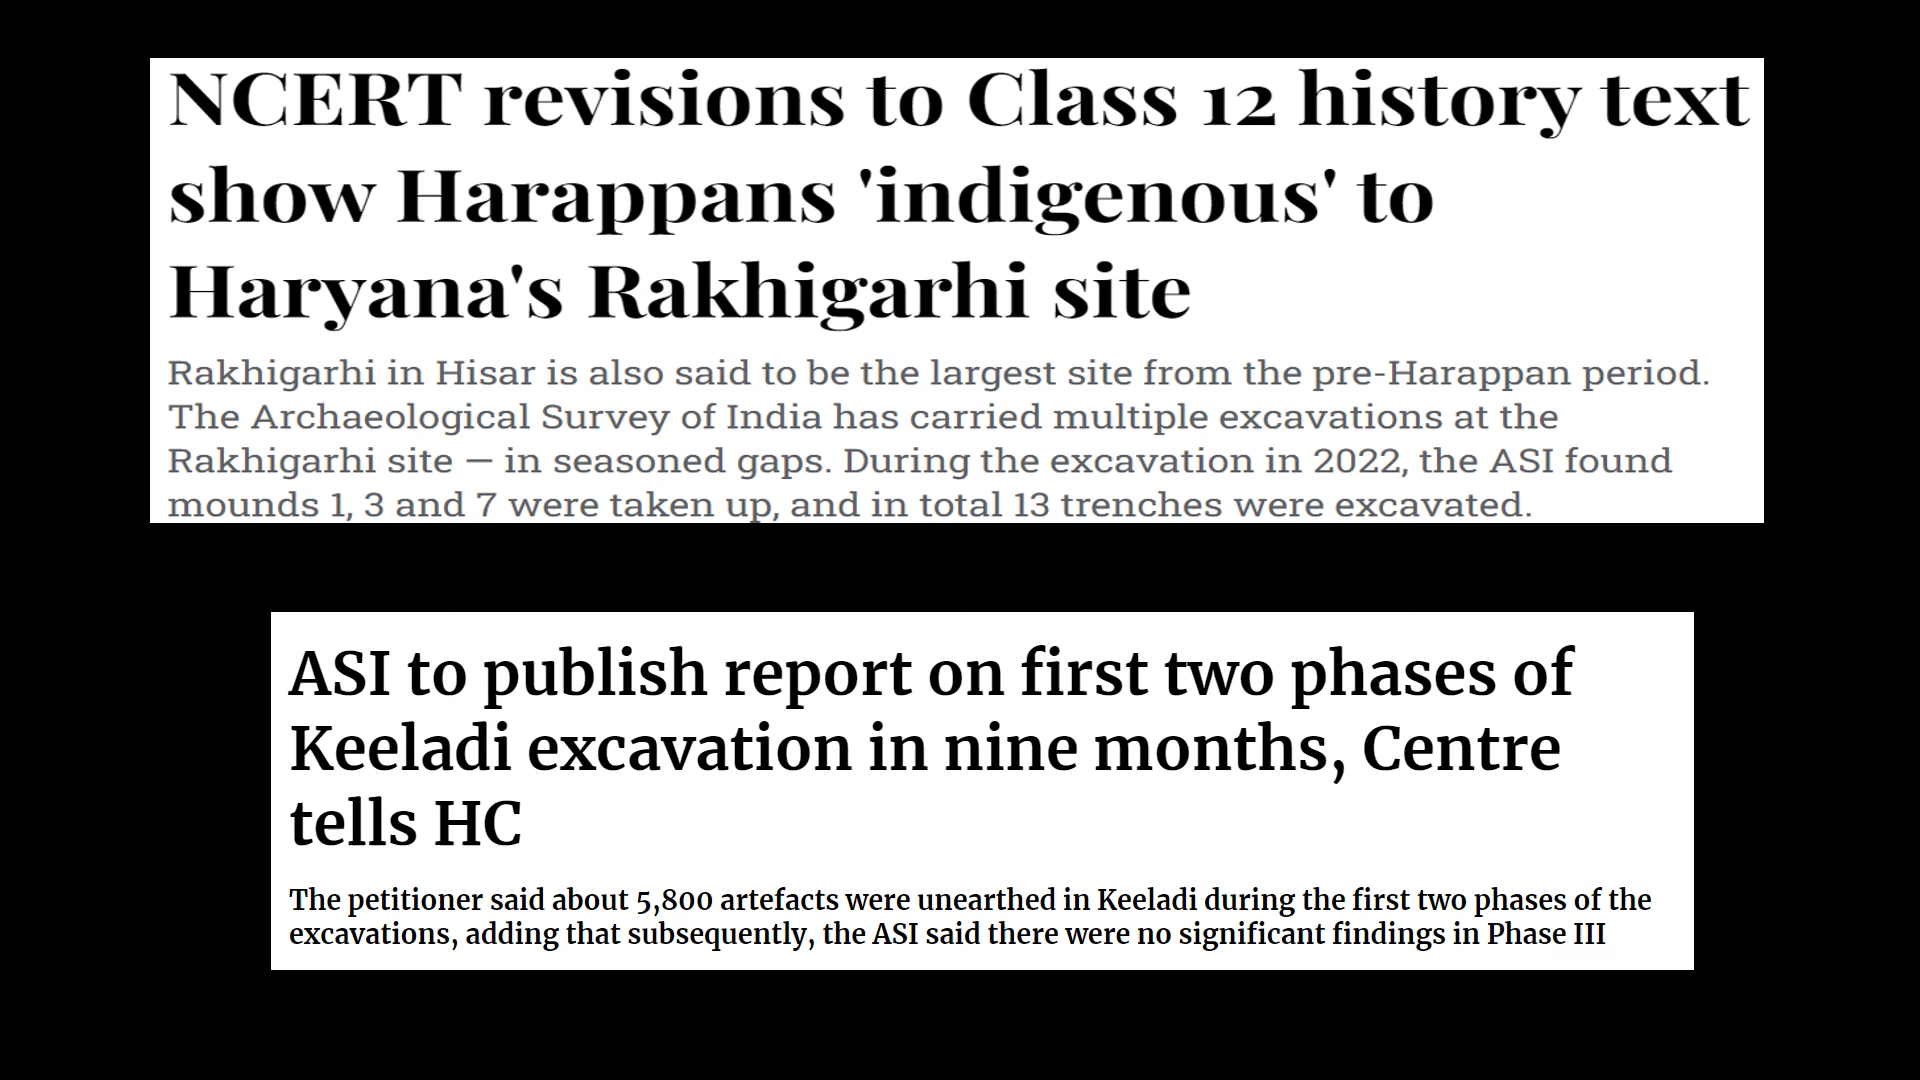 NCERT revisions to Class 12 history text
show Harappans 'indigenous' to
Haryana's Rakhigarhi site
Rakhigarhi in Hisar is also said to be the largest site from the pre-Harappan period.
The Archaeological Survey of India has carried multiple excavations at the
Rakhigarhi site — in seasoned gaps. During the excavation in 2022, the ASI found
mounds 1, 3 and 7 were taken up, and in total 13 trenches were excavated.
ASI to publish report on first two phases of
Keeladi excavation in nine months, Centre
tells HC
The petitioner said about 5,800 artefacts were unearthed in Keeladi during the first two phases of the
excavations, adding that subsequently, the ASI said there were no significant findings in Phase III